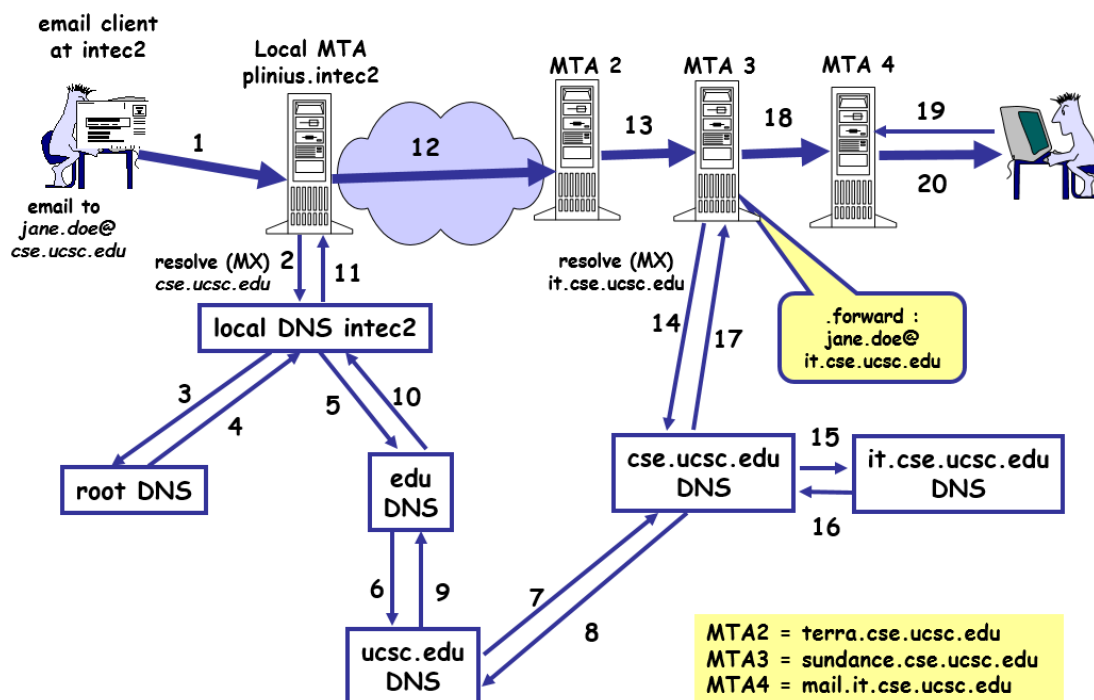 email client
at intec2
Local MTA
plinius.intec2
MTA 2
MTA 3
MTA 4
1
12
13
18
19
20
email to
jane.doe@
cse.ucsc.edu
resolve (MX)
cse.ucsc.edu
2
11
resolve (MX)
it.cse.ucsc.edu
14
17
.forward :
jane.doe@
it.cse.ucsc.edu
local DNS intec2
3
4
5
10
root DNS
edu
DNS
cse.ucsc.edu
DNS
15
16
it.cse.ucsc.edu
DNS
6
9
7
8
ucsc.edu
DNS
MTA2 = terra.cse.ucsc.edu
MTA3 = sundance.cse.ucsc.edu
MTA4 = mail.it.cse.ucsc.edu